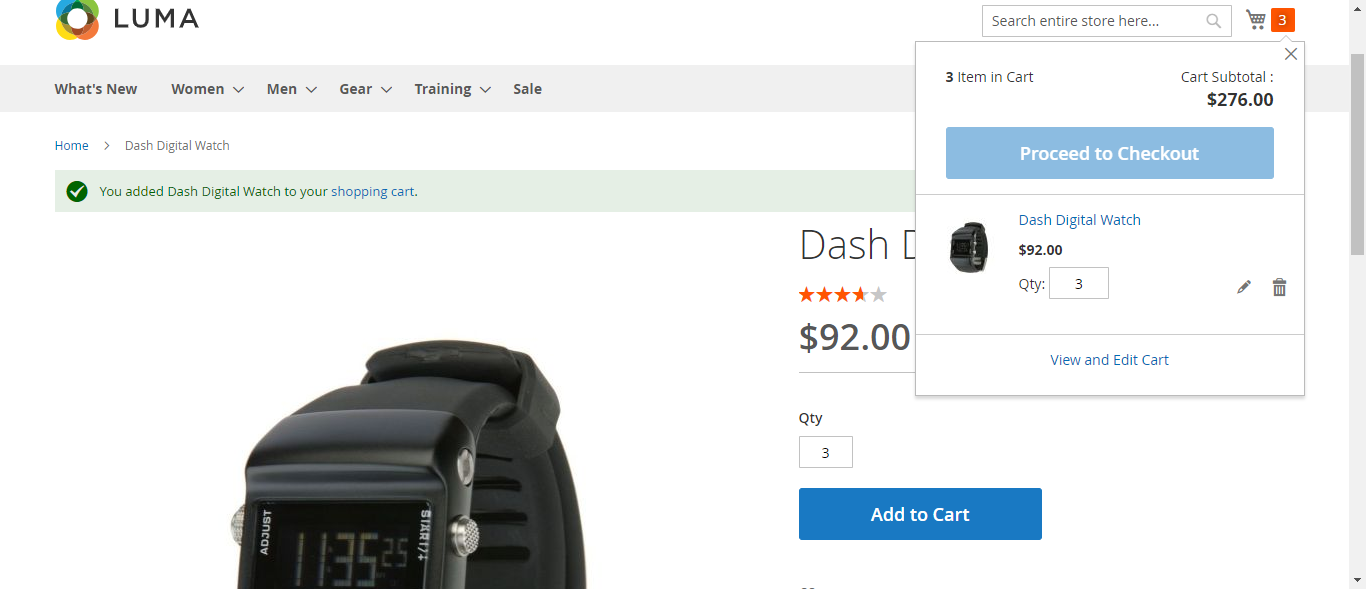 LUMA
Search entire store here...
3
What's New
Women
Men
Gear
Training
Sale
3 Item in Cart
Cart Subtotal :
$276.00
Proceed to Checkout
Home
Dash Digital Watch
You added Dash Digital Watch to your shopping cart.
Dash Digital Watch
$92.00
Qty:
3
View and Edit Cart
Dash D
$92.00
Qty
3
Add to Cart
ADJUST
11:35 25